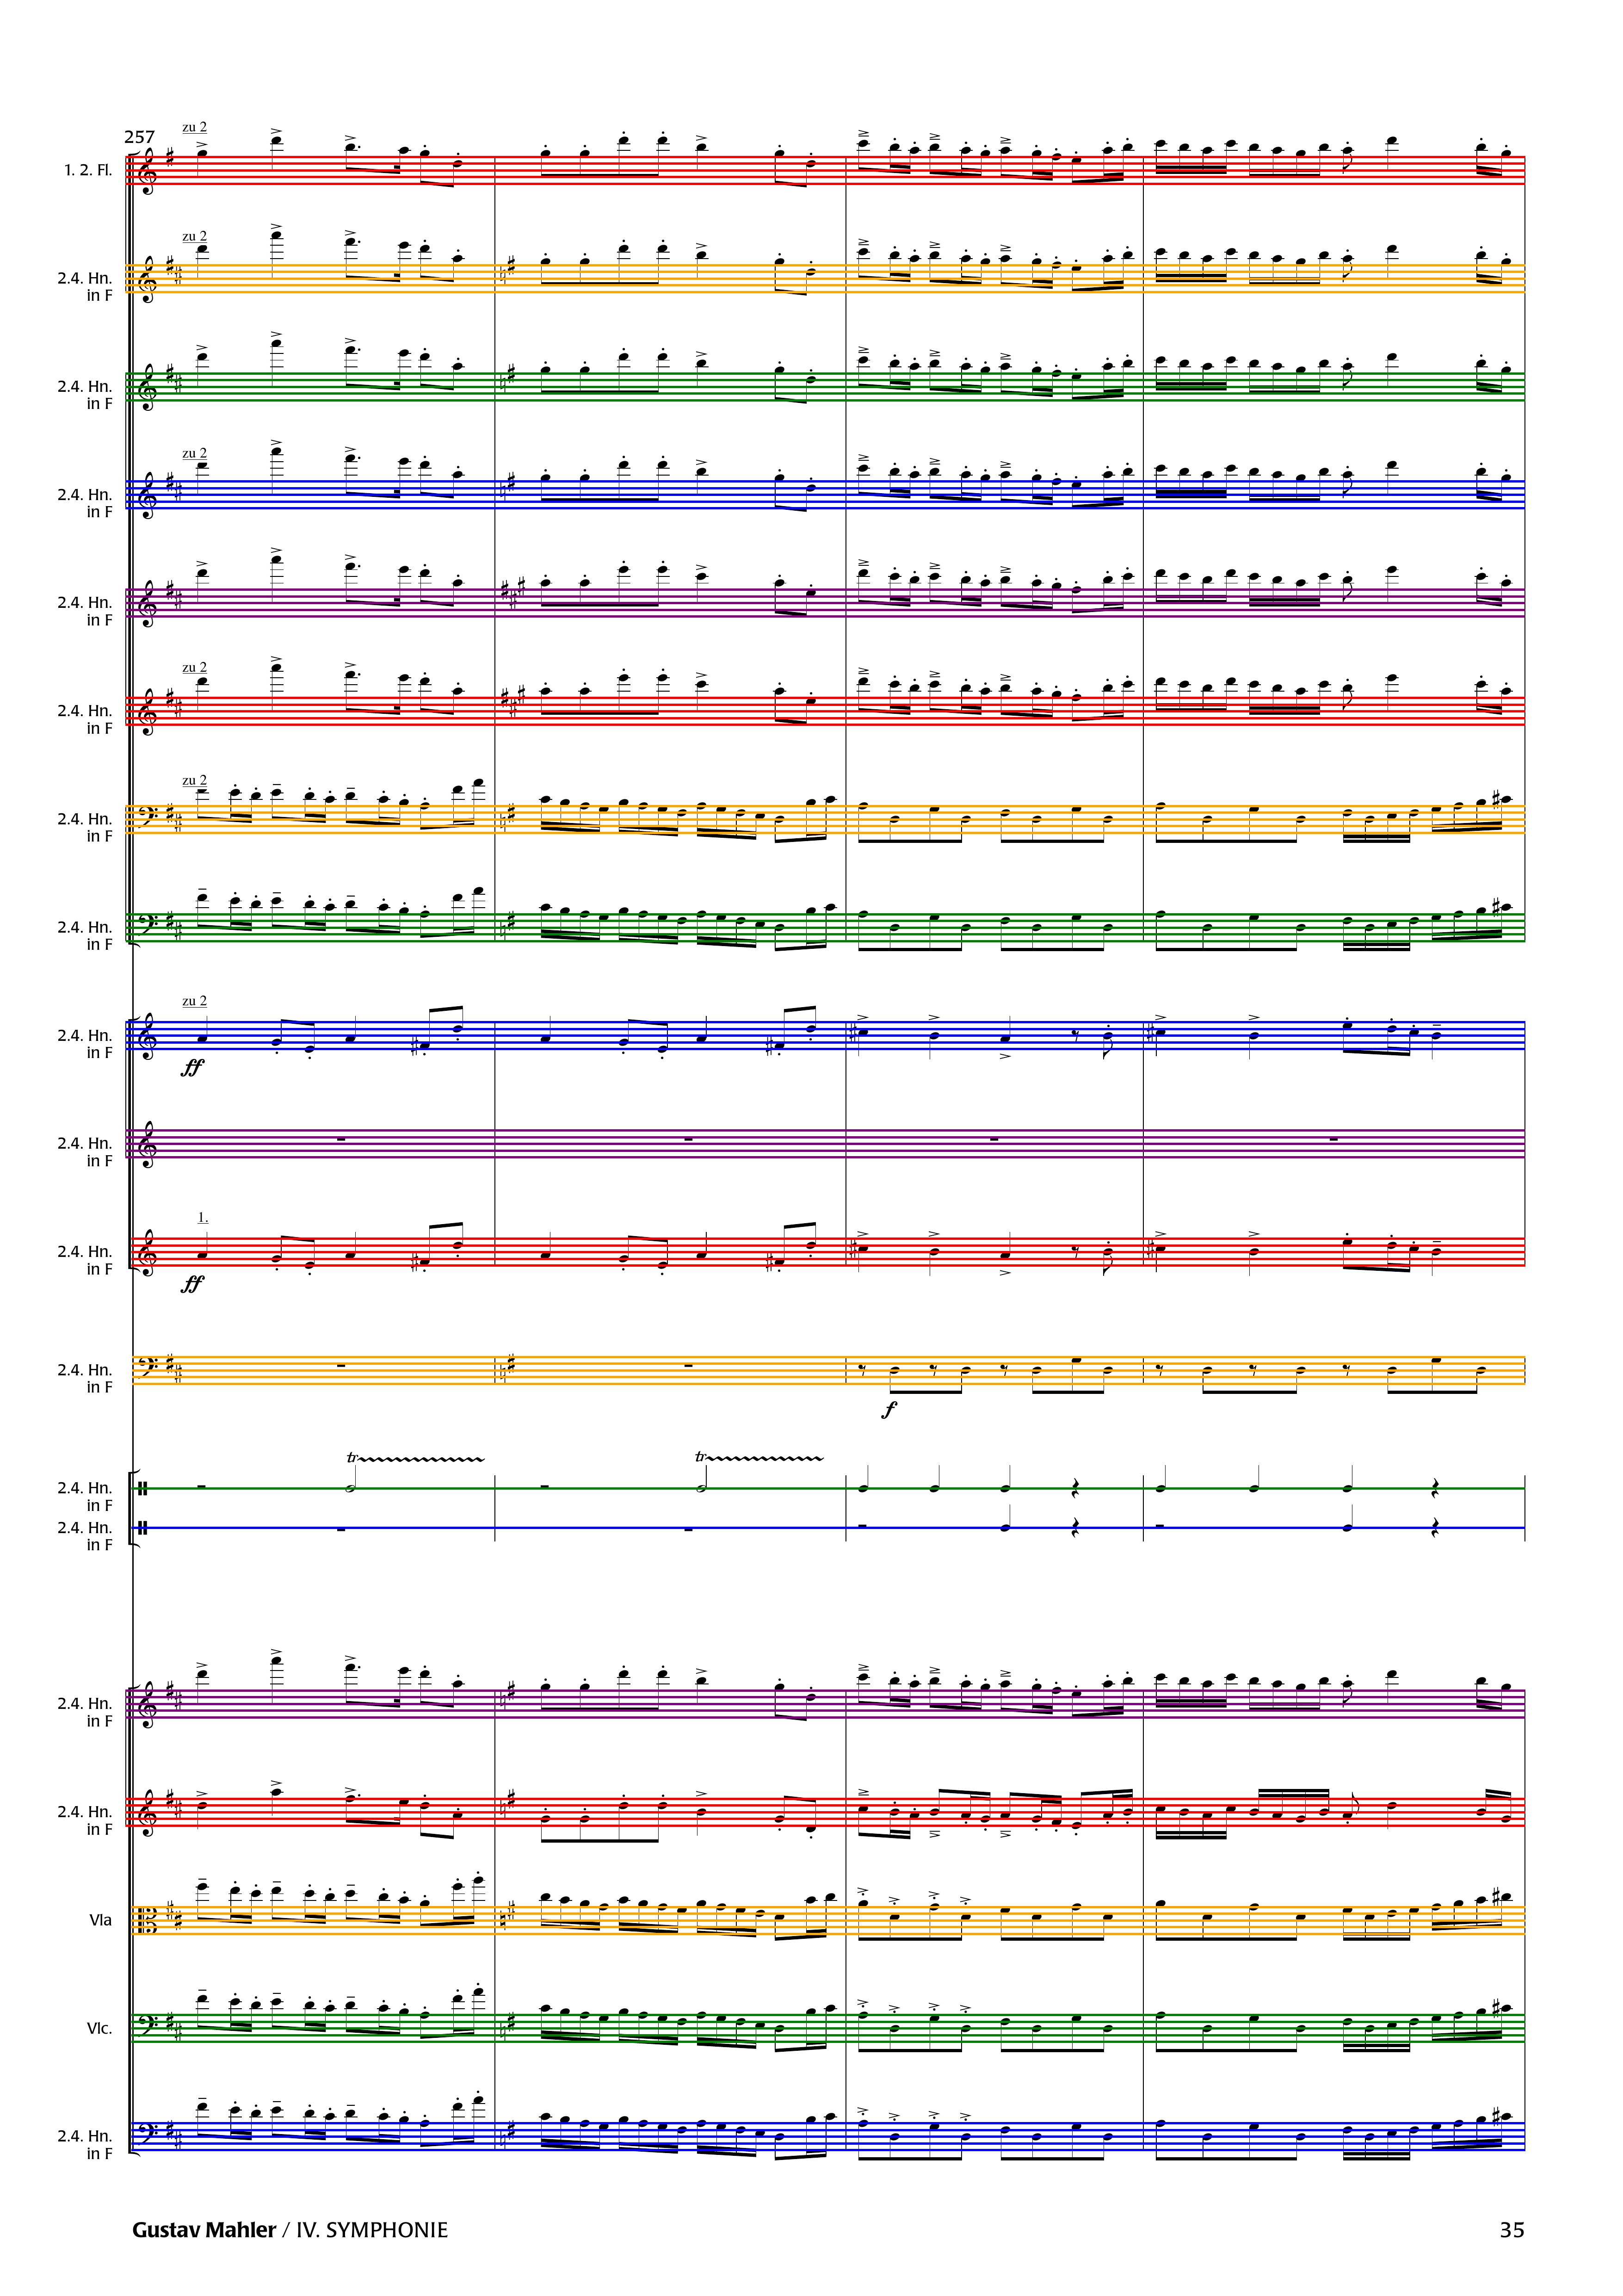 257
zu 2
1. 2. Fl.
zu 2
2.4. Hn.
in F
2.4. Hn.
in F
zu 2
2.4. Hn.
in F
2.4. Hn.
in F
zu 2
2.4. Hn.
in F
zu 2
2.4. Hn.
in F
2.4. Hn.
in F
zu 2
2.4. Hn.
in F
ff
2.4. Hn.
in F
1.
2.4. Hn.
in F
ff
2.4. Hn.
in F
f
tr tr
2.4. Hn.
in F
2.4. Hn.
in F
2.4. Hn.
in F
2.4. Hn.
in F
Vla
Vlc.
2.4. Hn.
in F
Gustav Mahler / IV. SYMPHONIE 35